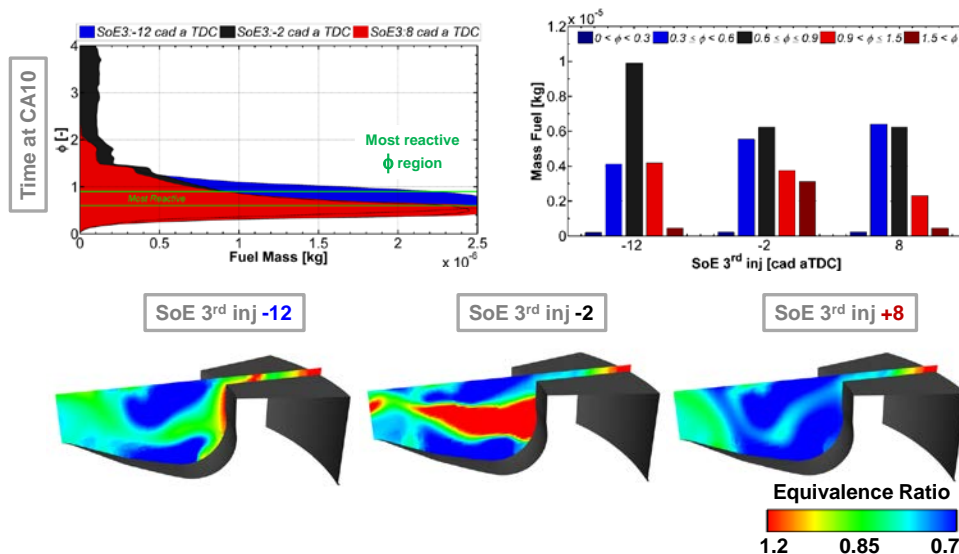 SoE3:-12 cad a TDC SoE3:-2 cad a TDC SoE3:8 cad a TDC
Time at CA10
ϕ [-]
4
3
2
1
0
Most reactive
ϕ region
Most Reactive
0 0.5 1 1.5 2 2.5
Fuel Mass [kg]
x 10⁻⁶
x 10⁻⁵
0 < ϕ < 0.3 0.3 ≤ ϕ < 0.6 0.6 ≤ ϕ ≤ 0.9 0.9 < ϕ ≤ 1.5 1.5 < ϕ
Mass Fuel [kg]
1.2
1
0.8
0.6
0.4
0.2
0
-12 -2 8
SoE 3rd inj [cad aTDC]
SoE 3rd inj -12
SoE 3rd inj -2
SoE 3rd inj +8
Equivalence Ratio
1.2 0.85 0.7